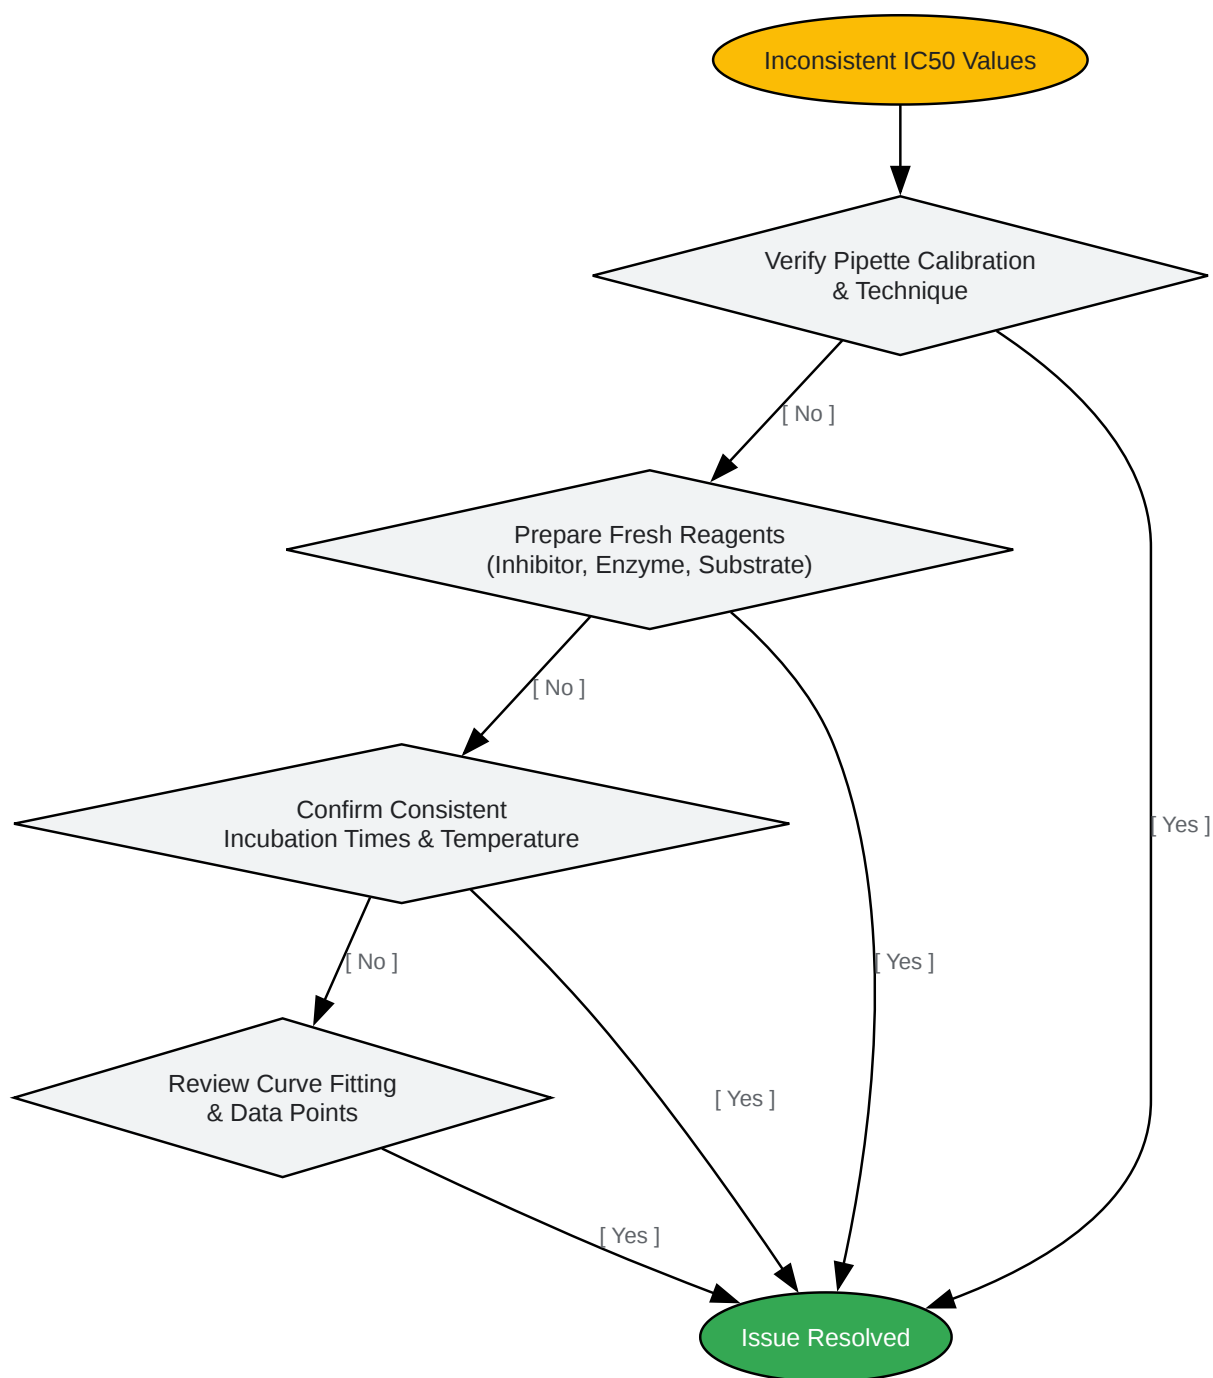 Inconsistent IC50 Values
Verify Pipette Calibration
& Technique
[ No ]
Prepare Fresh Reagents
(Inhibitor, Enzyme, Substrate)
[ No ]
Confirm Consistent
Incubation Times & Temperature
[ Yes ]
[ No ]
[ Yes ]
Review Curve Fitting
& Data Points
[ Yes ]
[ Yes ]
Issue Resolved